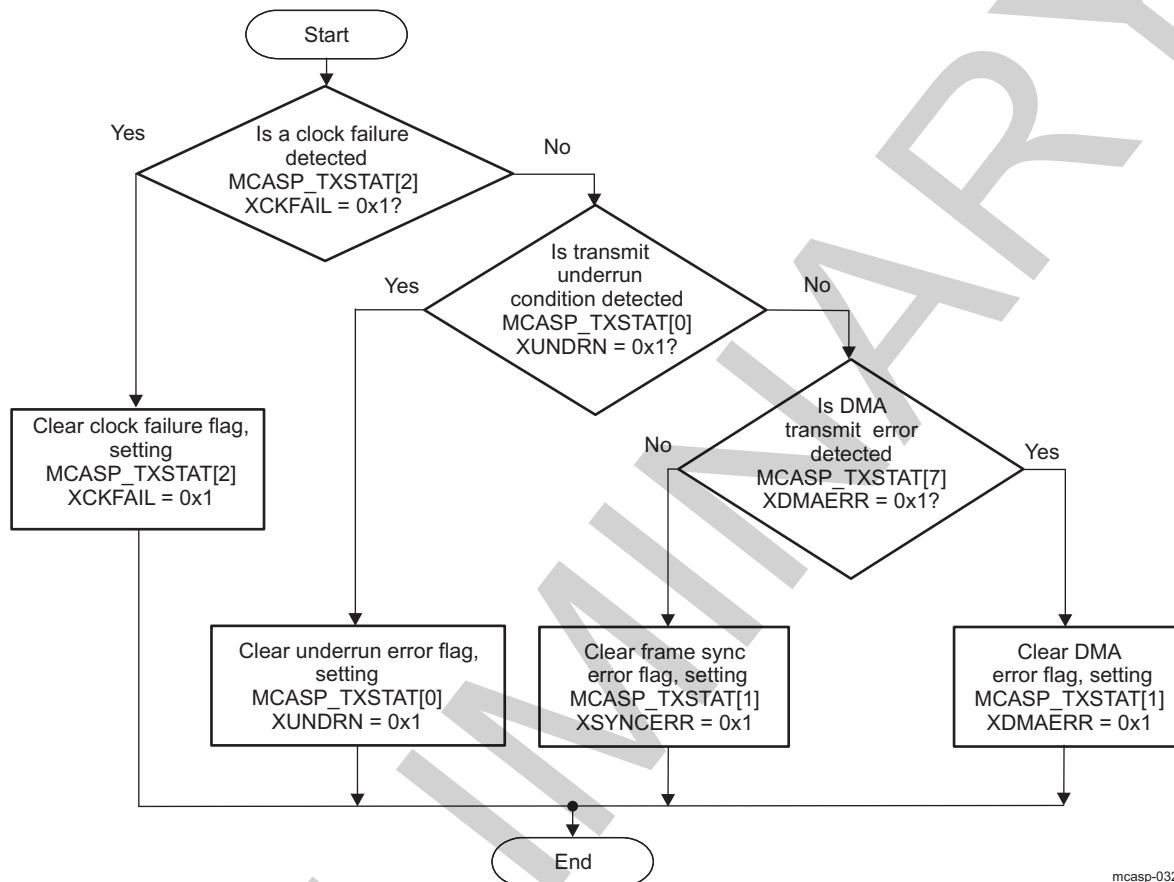 Start
Yes
Is a clock failure
detected
MCASP_TXSTAT[2]
XCKFAIL = 0x1?
No
Is transmit
underrun
condition detected
MCASP_TXSTAT[0]
XUNDRN = 0x1?
Yes
No
Is DMA
transmit error
detected
MCASP_TXSTAT[7]
XDMAERR = 0x1?
No
Yes
Clear clock failure flag,
setting
MCASP_TXSTAT[2]
XCKFAIL = 0x1
Clear underrun error flag,
setting
MCASP_TXSTAT[0]
XUNDRN = 0x1
Clear frame sync
error flag, setting
MCASP_TXSTAT[1]
XSYNCERR = 0x1
Clear DMA
error flag, setting
MCASP_TXSTAT[1]
XDMAERR = 0x1
End
mcasp-032
IMINARY